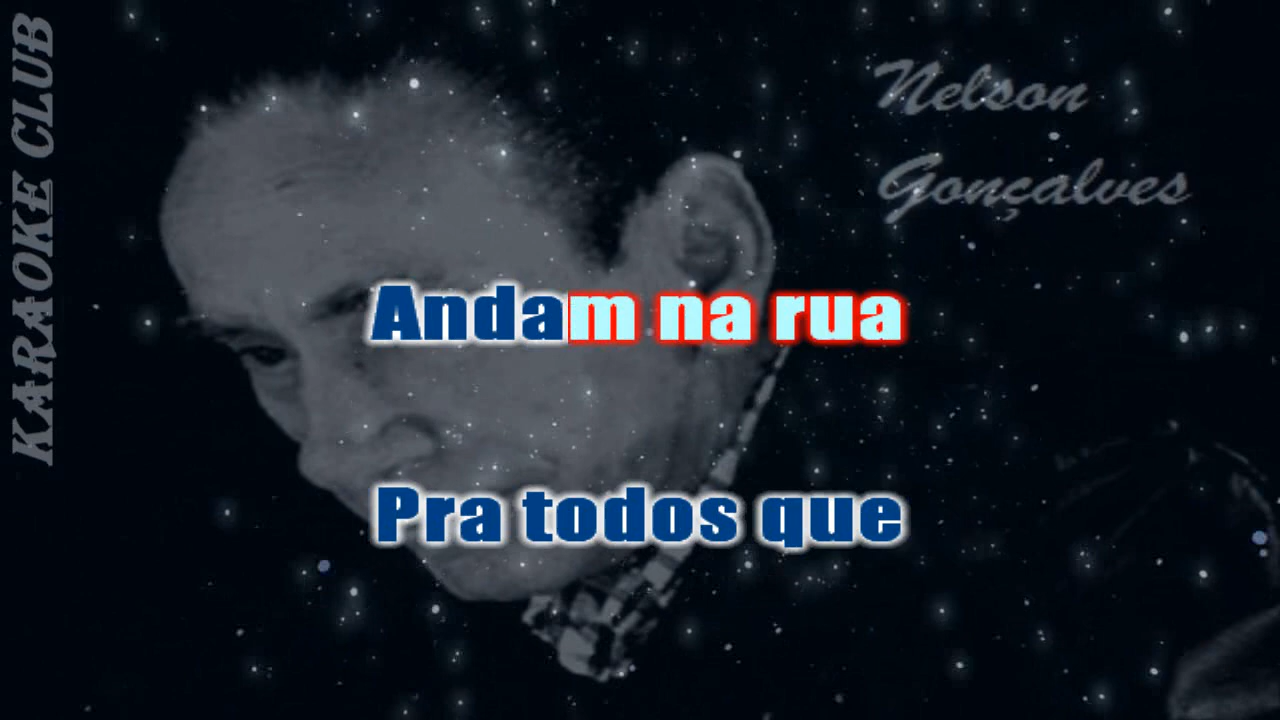 KARAOKE CLUB
Nelson
Gonçalves
Andam na rua
Pra todos que